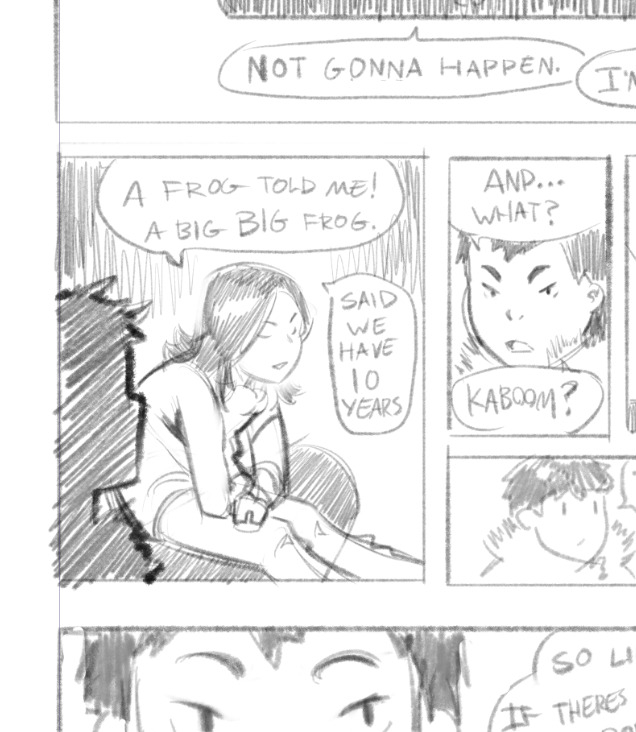 NOT GONNA HAPPEN.
A FROG TOLD ME!
A BIG BIG FROG.
SAID
WE
HAVE
10
YEARS
AND...
WHAT?
KABOOM?
SO
IF THERES